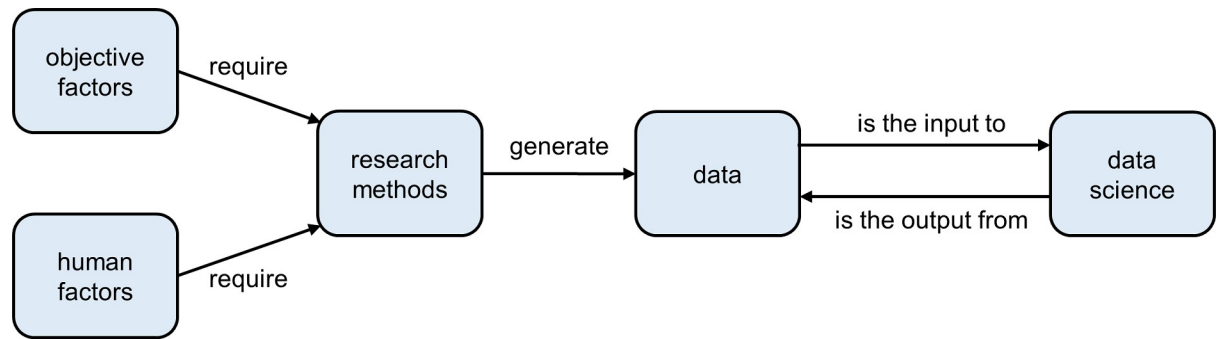 objective
factors
require
research
methods
generate
data
is the input to
data
science
is the output from
human
factors
require